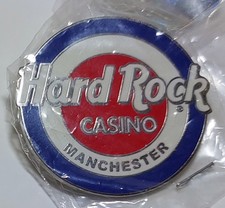 Hard Rock
®
CASINO
MANCHESTER